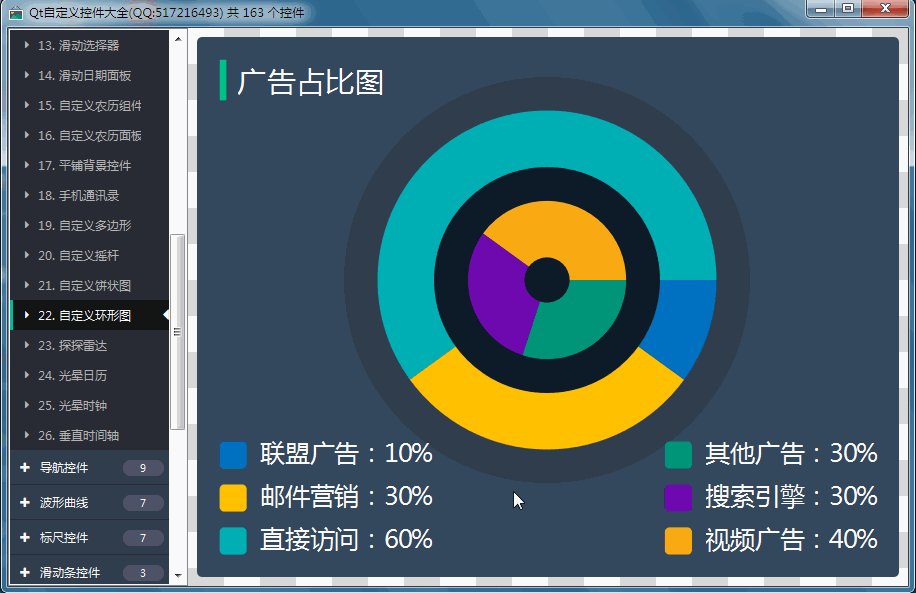 Qt自定义控件大全(QQ:517216493) 共 163 个控件
13. 滑动选择器
14. 滑动日期面板
15. 自定义农历组件
16. 自定义农历面板
17. 平铺背景控件
18. 手机通讯录
19. 自定义多边形
20. 自定义摇杆
21. 自定义饼状图
22. 自定义环形图
23. 探探雷达
24. 光晕日历
25. 光晕时钟
26. 垂直时间轴
导航控件 9
波形曲线 7
标尺控件 7
滑动条控件 3
广告占比图
联盟广告：10%
邮件营销：30%
直接访问：60%
其他广告：30%
搜索引擎：30%
视频广告：40%